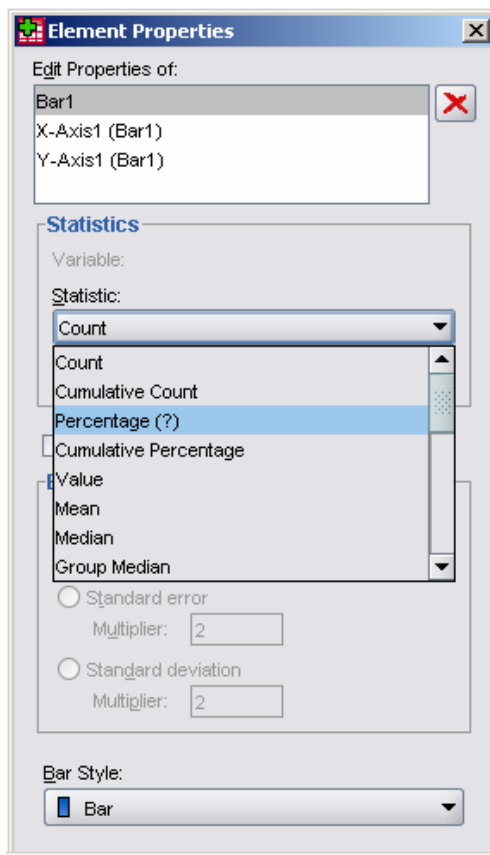 Element Properties
Edit Properties of:
Bar1
X-Axis1 (Bar1)
Y-Axis1 (Bar1)
Statistics
Variable:
Statistic:
Count
Count
Cumulative Count
Percentage (?)
Cumulative Percentage
Value
Mean
Median
Group Median
Standard error
Multiplier: 2
Standard deviation
Multiplier: 2
Bar Style:
Bar